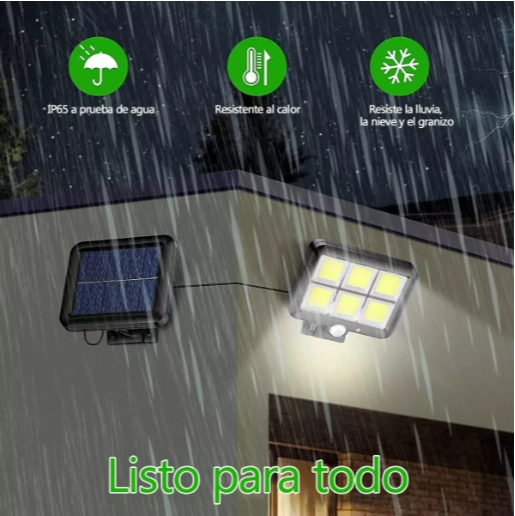 IP65 a prueba de agua
Resistente al calor
Resiste la lluvia,
la nieve y el granizo
Listo para todo